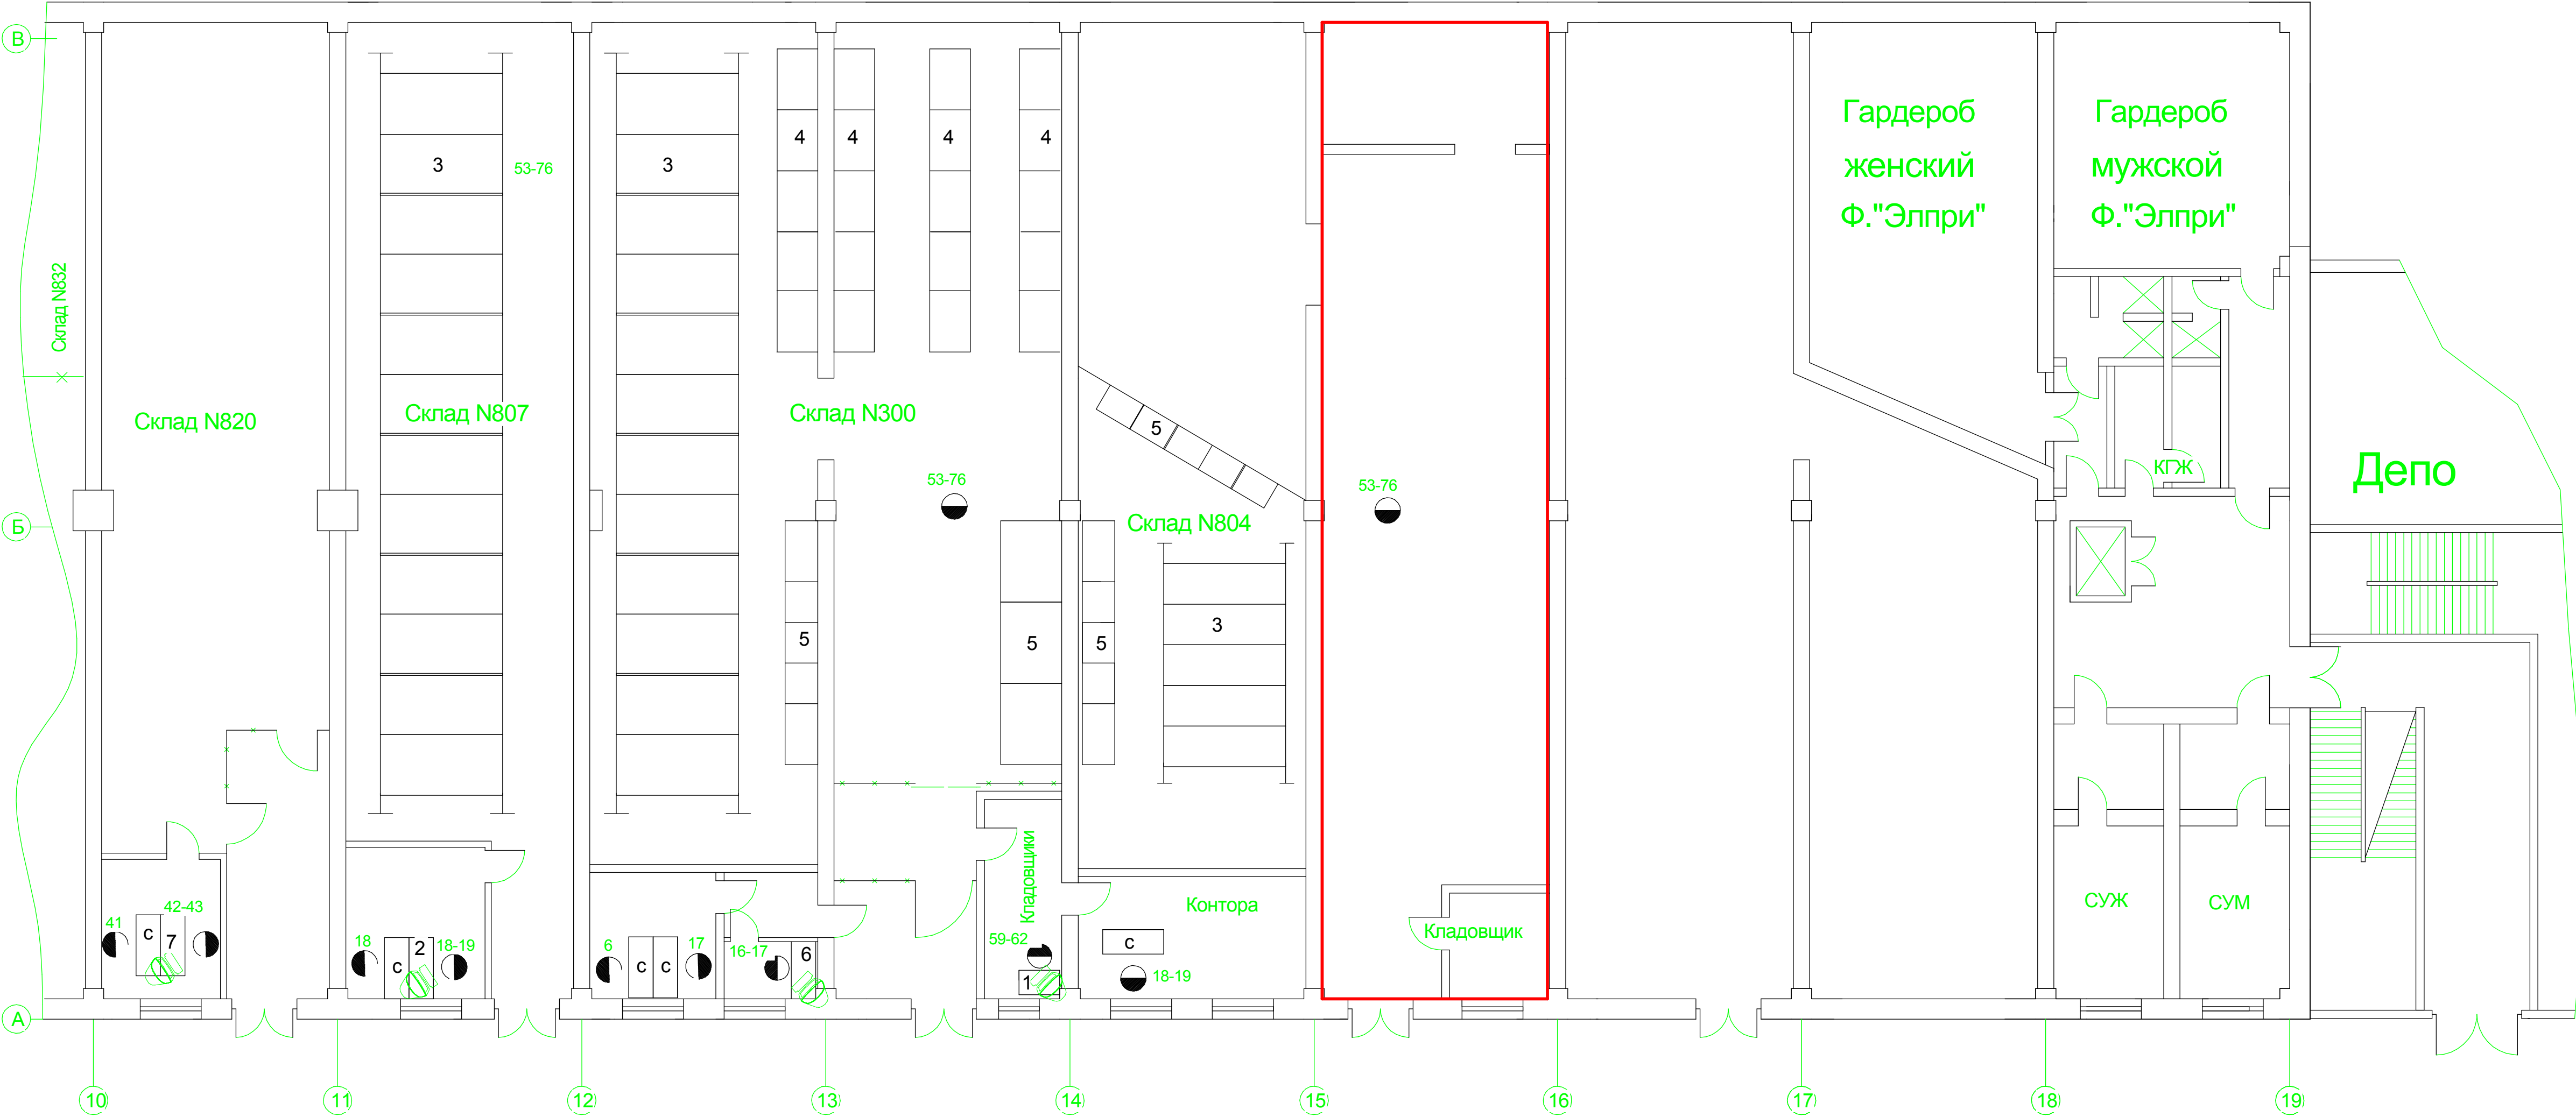 В
4
4
4
4
Гардероб
женский
Ф."Элпри"
Гардероб
мужской
Ф."Элпри"
3
53-76
3
Склад N832
Склад N820
Склад N807
Склад N300
5
КГЖ
Депо
53-76
53-76
Б
Склад N804
5
5
5
3
Кладовщики
Контора
Кладовщик
СУЖ
СУМ
41
42-43
с
7
18
2
18-19
с
6
17
с
с
16-17
6
59-62
1
с
18-19
А
10
11
12
13
14
15
16
17
18
19